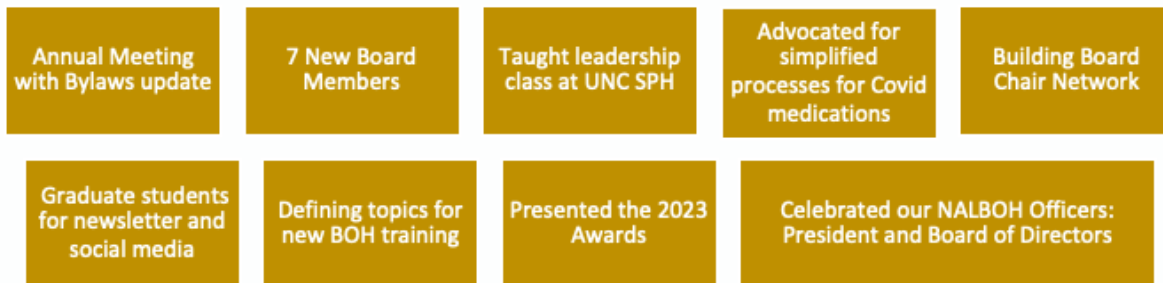 Annual Meeting
with Bylaws update
7 New Board
Members
Taught leadership
class at UNC SPH
Advocated for
simplified
processes for Covid
medications
Building Board
Chair Network
Graduate students
for newsletter and
social media
Defining topics for
new BOH training
Presented the 2023
Awards
Celebrated our NALBOH Officers:
President and Board of Directors